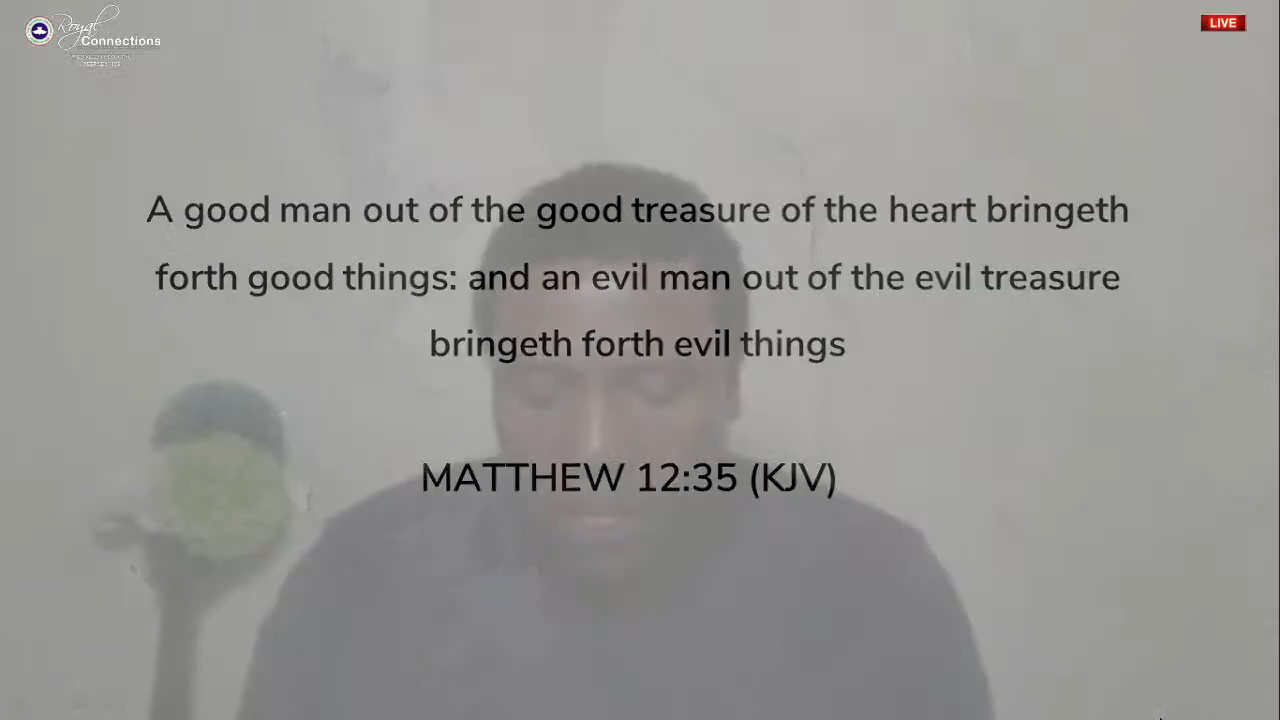 Royal
Connections
LIVE
A good man out of the good treasure of the heart bringeth
forth good things: and an evil man out of the evil treasure
bringeth forth evil things
MATTHEW 12:35 (KJV)